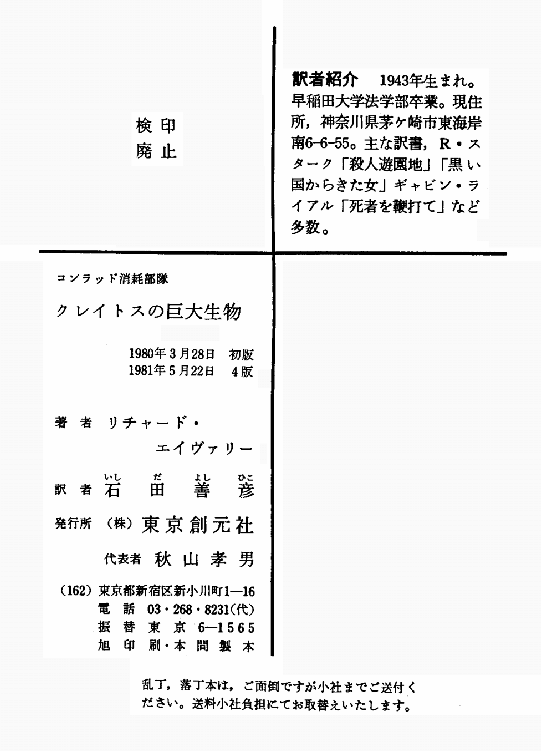 検印
廃止
訳者紹介　1943年生まれ。
早稲田大学法学部卒業。現住
所，神奈川県茅ケ崎市東海岸
南6-6-55。主な訳書，R・ス
ターク「殺人遊園地」「黒い
国からきた女」ギャビン・ラ
イアル「死者を鞭打て」など
多数。
コンラッド消耗部隊
クレイトスの巨大生物
1980年3月28日　初版
1981年5月22日　4版
著者　リチャード・
エイヴァリー
いし　だ　よし　ひこ
訳者　石田善彦
発行所　（株）東京創元社
代表者　秋山孝男
（162）東京都新宿区新小川町1—16
電話　03・268・8231(代)
振替東京　6—1565
旭印刷・本間製本
乱丁，落丁本は，ご面倒ですが小社までご送付く
ださい。送料小社負担にてお取替えいたします。